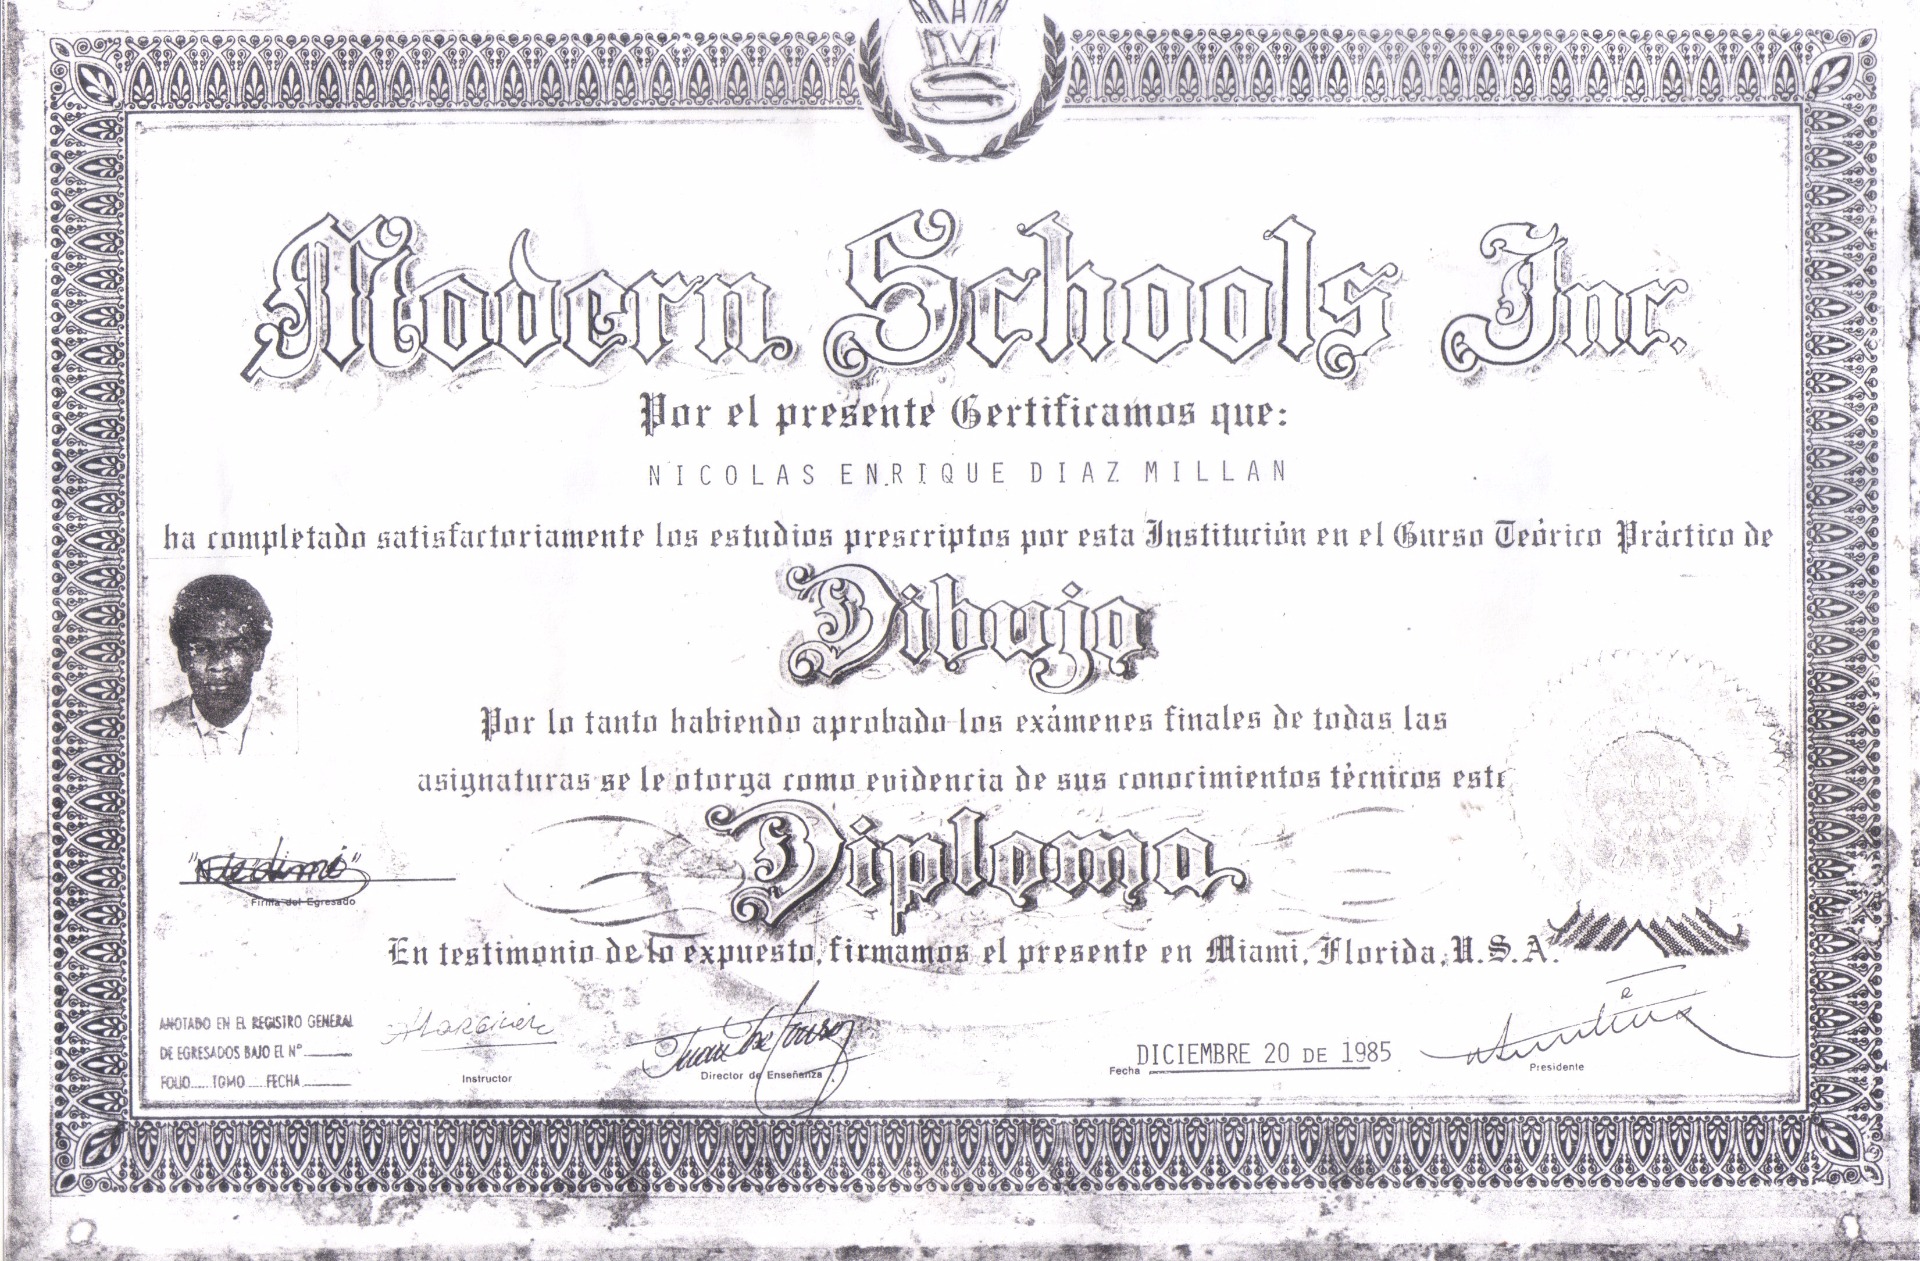 MS
Modern Schools Inc.
Por el presente Certificamos que:
NICOLAS ENRIQUE DIAZ MILLAN
ha completado satisfactoriamente los estudios prescriptos por esta Institución en el Curso Teórico Práctico de
Dibujo
Por lo tanto habiendo aprobado los exámenes finales de todas las
asignaturas se le otorga como evidencia de sus conocimientos técnicos este
Diploma
Firma del Egresado
En testimonio de lo expuesto, firmamos el presente en Miami, Florida, U.S.A.
ANOTADO EN EL REGISTRO GENERAL
DE EGRESADOS BAJO EL Nº
FOLIO TOMO FECHA
Instructor
Director de Enseñanza
Fecha DICIEMBRE 20 DE 1985
Presidente